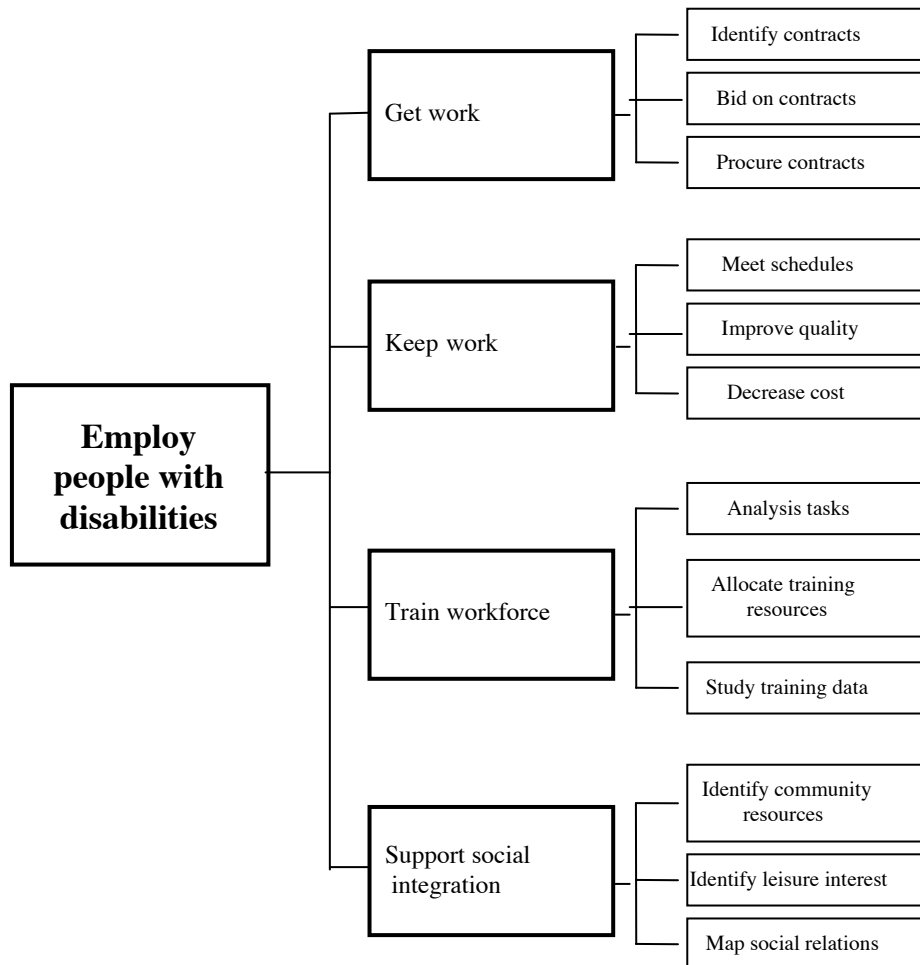 Identify contracts
Get work
Bid on contracts
Procure contracts
Meet schedules
Keep work
Improve quality
Decrease cost
Employ
people with
disabilities
Analysis tasks
Train workforce
Allocate training
resources
Study training data
Identify community
resources
Support social
integration
Identify leisure interest
Map social relations